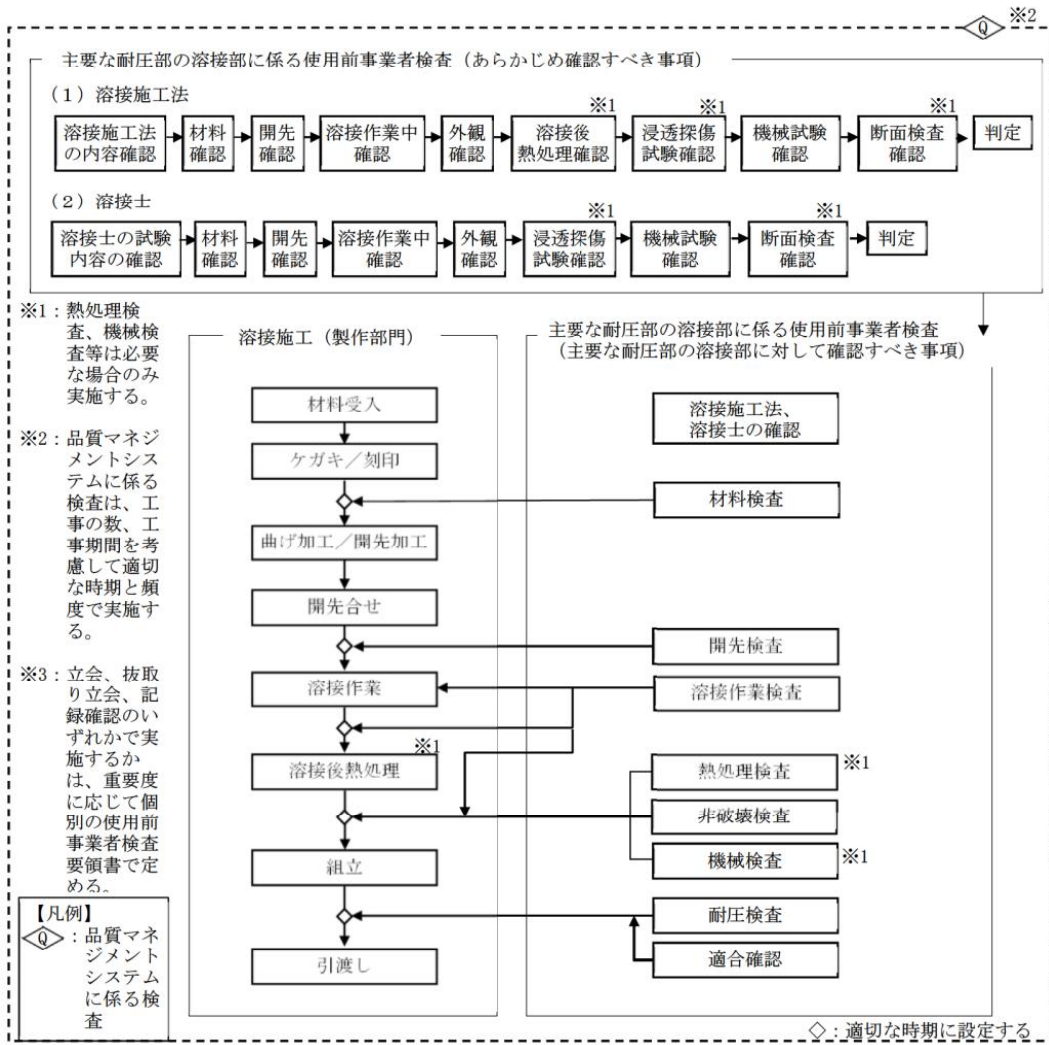 ※2
Q
主要な耐圧部の溶接部に係る使用前事業者検査（あらかじめ確認すべき事項）
（1）溶接施工法
※1
※1
※1
溶接施工法
の内容確認
材料
確認
開先
確認
溶接作業中
確認
外観
確認
溶接後
熱処理確認
浸透探傷
試験確認
機械試験
確認
断面検査
確認
判定
（2）溶接士
※1
※1
溶接士の試験
内容の確認
材料
確認
開先
確認
溶接作業中
確認
外観
確認
浸透探傷
試験確認
機械試験
確認
断面検査
確認
判定
※1：熱処理検
査、機械検
査等は必要
な場合のみ
実施する。
※2：品質マネジ
メントシス
テムに係る
検査は、工
事の数、工
事期間を考
慮して適切
な時期と頻
度で実施す
る。
※3：立会、抜取
り立会、記
録確認のい
ずれかで実
施するか
は、重要度
に応じて個
別の使用前
事業者検査
要領書で定
める。
【凡例】
Q：品質マネ
ジメント
システム
に係る検
査
溶接施工（製作部門）
材料受入
ケガキ／刻印
曲げ加工／開先加工
開先合せ
溶接作業
※1
溶接後熱処理
組立
引渡し
主要な耐圧部の溶接部に係る使用前事業者検査
（主要な耐圧部の溶接部に対して確認すべき事項）
溶接施工法、
溶接士の確認
材料検査
開先検査
溶接作業検査
熱処理検査
※1
非破壊検査
機械検査
※1
耐圧検査
適合確認
◇：適切な時期に設定する